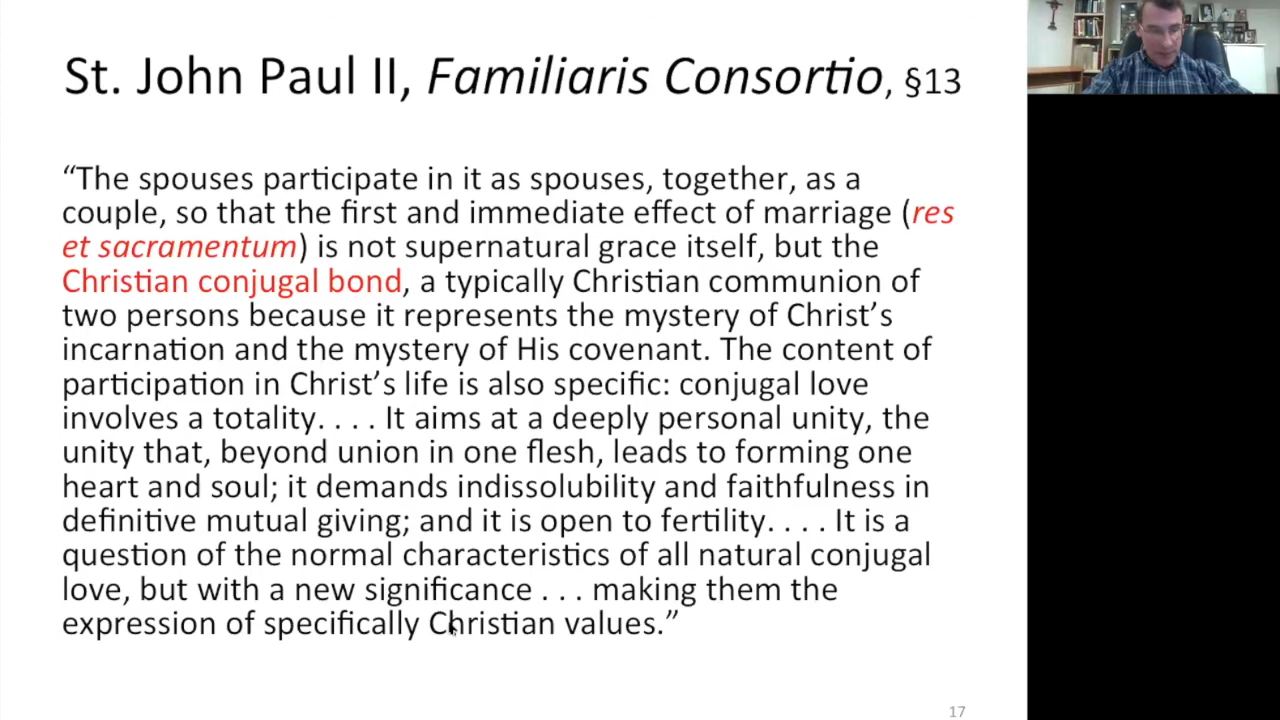 St. John Paul II, Familiaris Consortio, §13
“The spouses participate in it as spouses, together, as a
couple, so that the first and immediate effect of marriage (res
et sacramentum) is not supernatural grace itself, but the
Christian conjugal bond, a typically Christian communion of
two persons because it represents the mystery of Christ’s
incarnation and the mystery of His covenant. The content of
participation in Christ’s life is also specific: conjugal love
involves a totality. . . . It aims at a deeply personal unity, the
unity that, beyond union in one flesh, leads to forming one
heart and soul; it demands indissolubility and faithfulness in
definitive mutual giving; and it is open to fertility. . . . It is a
question of the normal characteristics of all natural conjugal
love, but with a new significance . . . making them the
expression of specifically Christian values.”
17